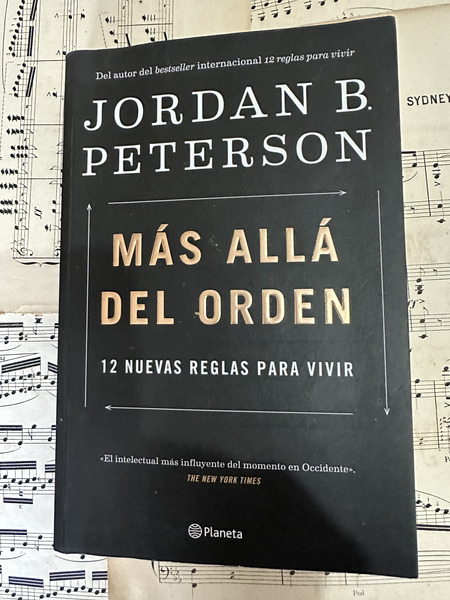 Del autor del bestseller internacional 12 reglas para vivir
JORDAN B.
PETERSON
MÁS ALLÁ
DEL ORDEN
12 NUEVAS REGLAS PARA VIVIR
«El intelectual más influyente del momento en Occidente».
THE NEW YORK TIMES
Planeta
SYDNEY
Ped